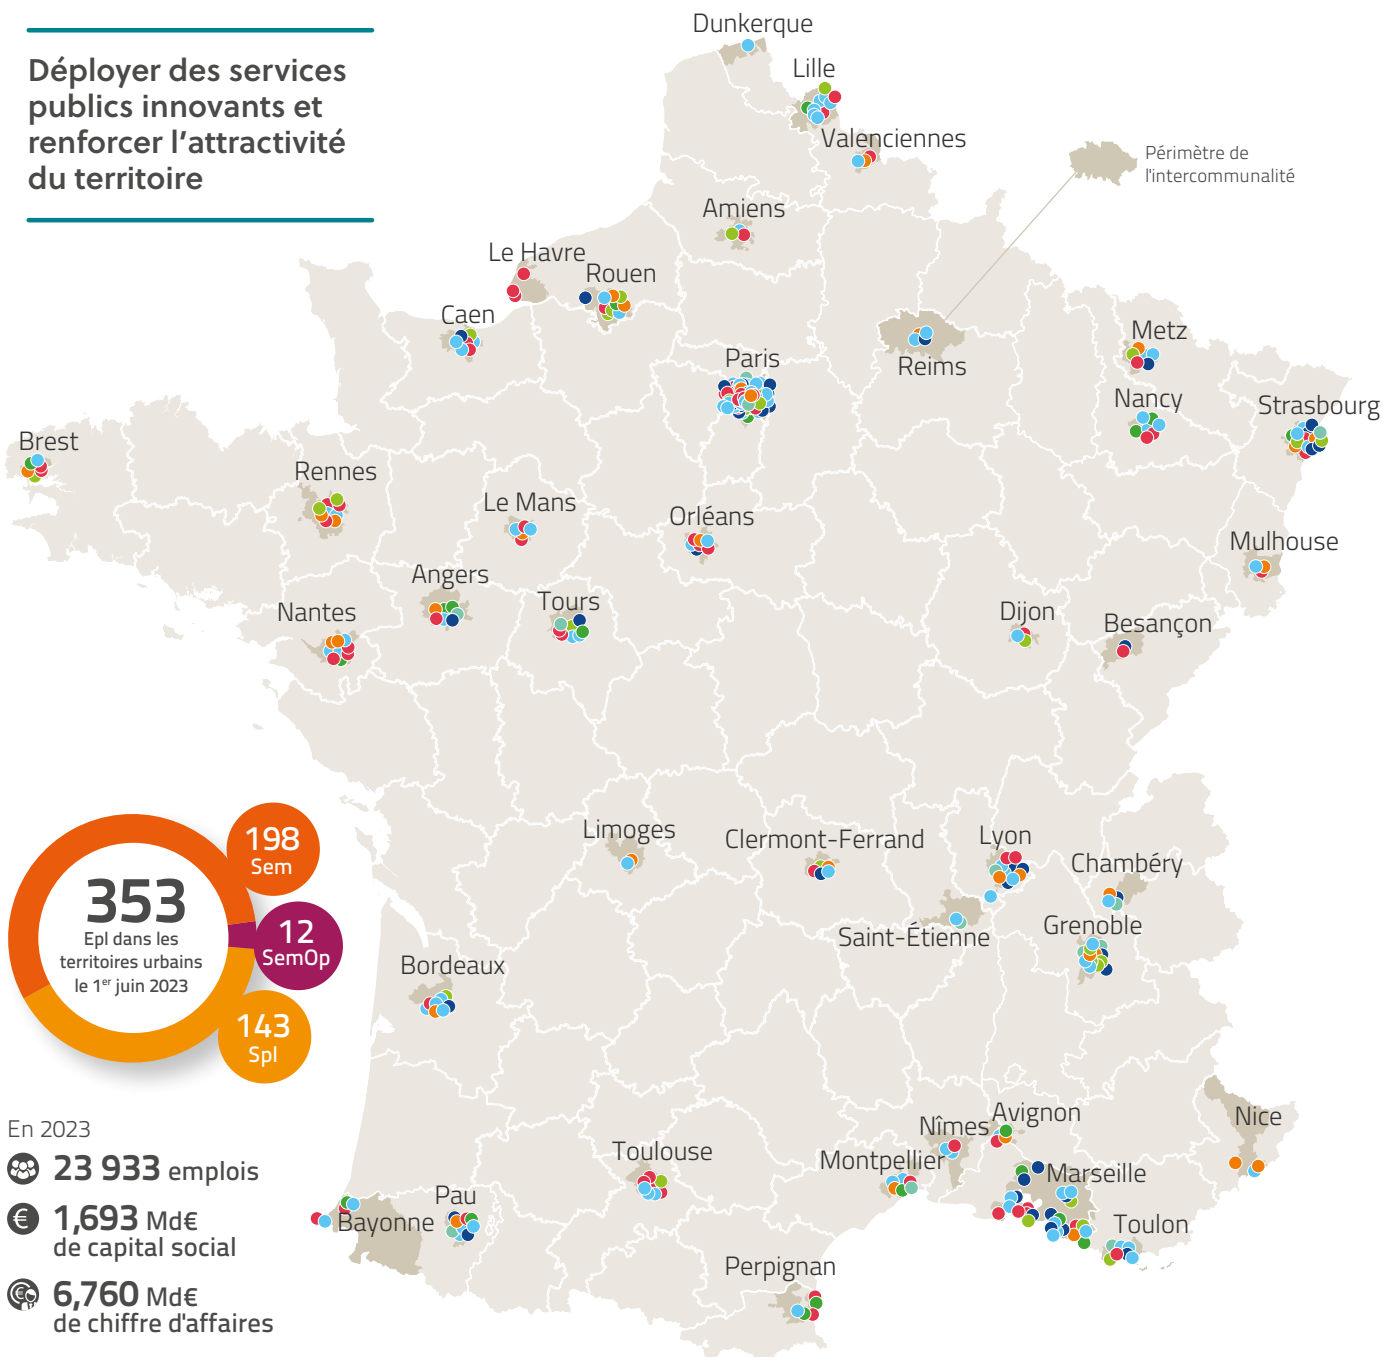 Déployer des services
publics innovants et
renforcer l'attractivité
du territoire
Dunkerque
Lille
Valenciennes
Périmètre de
l'intercommunalité
Amiens
Le Havre
Rouen
Caen
Metz
Paris
Reims
Nancy
Strasbourg
Brest
Rennes
Le Mans
Orléans
Mulhouse
Angers
Nantes
Tours
Dijon
Besançon
Limoges
Clermont-Ferrand
Lyon
Chambéry
Saint-Étienne
Grenoble
Bordeaux
198
Sem
353
Epl dans les
territoires urbains
le 1er juin 2023
12
SemOp
143
Spl
Nîmes
Avignon
Nice
Toulouse
Montpellier
Marseille
Pau
Bayonne
Toulon
Perpignan
En 2023
23 933 emplois
1,693 Md€
de capital social
6,760 Md€
de chiffre d'affaires